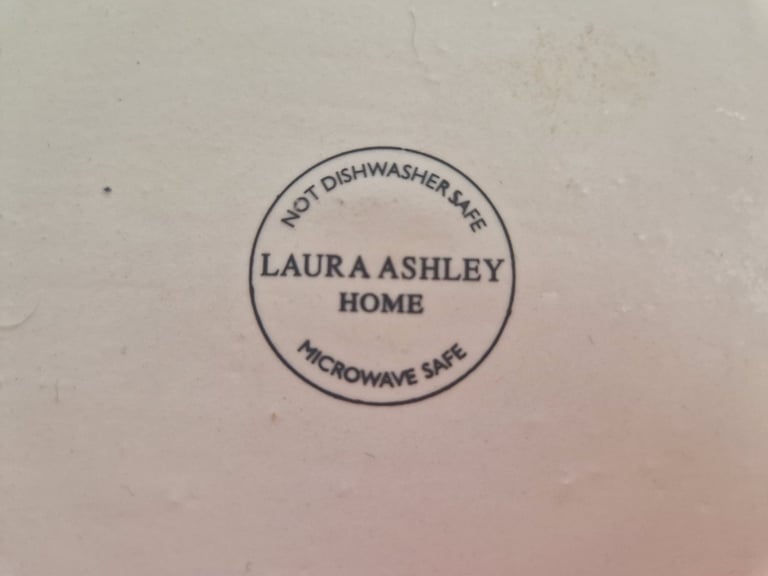 NOT DISHWASHER SAFE
LAURA ASHLEY
HOME
MICROWAVE SAFE